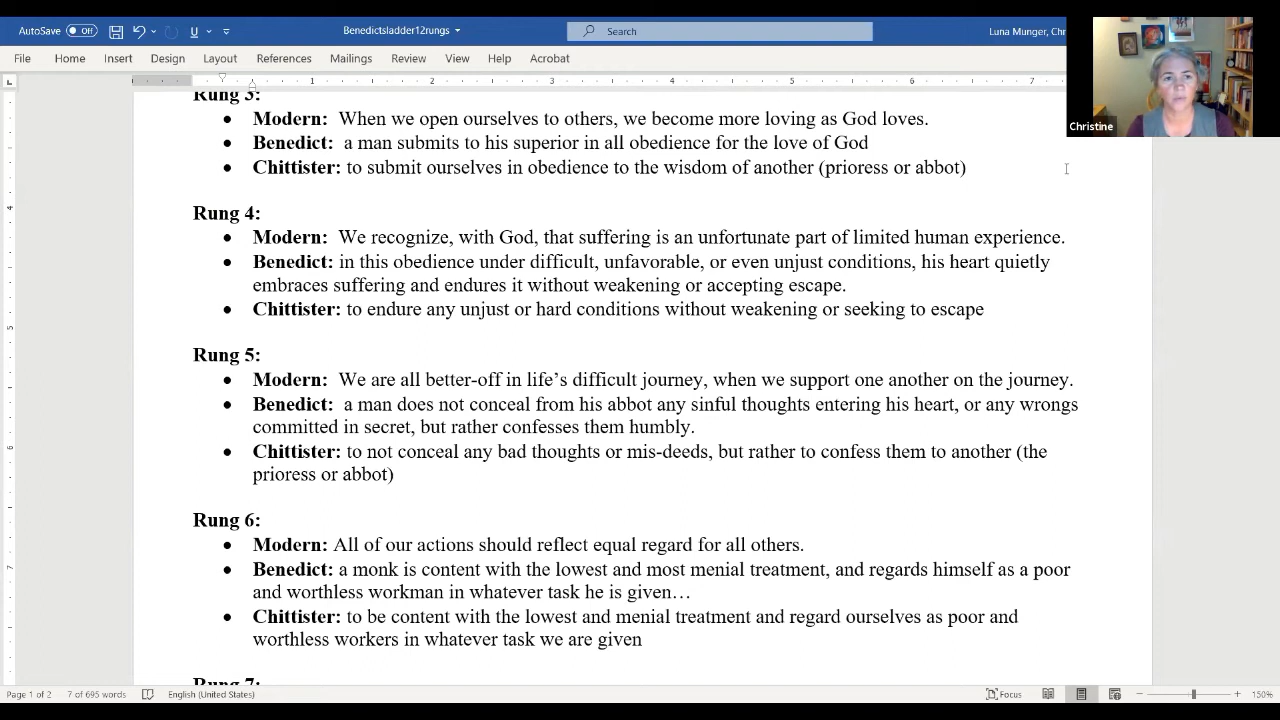 AutoSave Off
Benedictsladder12rungs
Search
Luna Munger, Chr
File Home Insert Design Layout References Mailings Review View Help Acrobat
1 2 3 4 5 6 7
Christine
Rung 3:
• Modern: When we open ourselves to others, we become more loving as God loves.
• Benedict: a man submits to his superior in all obedience for the love of God
• Chittister: to submit ourselves in obedience to the wisdom of another (prioress or abbot)
Rung 4:
• Modern: We recognize, with God, that suffering is an unfortunate part of limited human experience.
• Benedict: in this obedience under difficult, unfavorable, or even unjust conditions, his heart quietly
embraces suffering and endures it without weakening or accepting escape.
• Chittister: to endure any unjust or hard conditions without weakening or seeking to escape
Rung 5:
• Modern: We are all better-off in life’s difficult journey, when we support one another on the journey.
• Benedict: a man does not conceal from his abbot any sinful thoughts entering his heart, or any wrongs
committed in secret, but rather confesses them humbly.
• Chittister: to not conceal any bad thoughts or mis-deeds, but rather to confess them to another (the
prioress or abbot)
Rung 6:
• Modern: All of our actions should reflect equal regard for all others.
• Benedict: a monk is content with the lowest and most menial treatment, and regards himself as a poor
and worthless workman in whatever task he is given…
• Chittister: to be content with the lowest and menial treatment and regard ourselves as poor and
worthless workers in whatever task we are given
Rung 7:
Page 1 of 2 7 of 695 words English (United States) Focus 150%